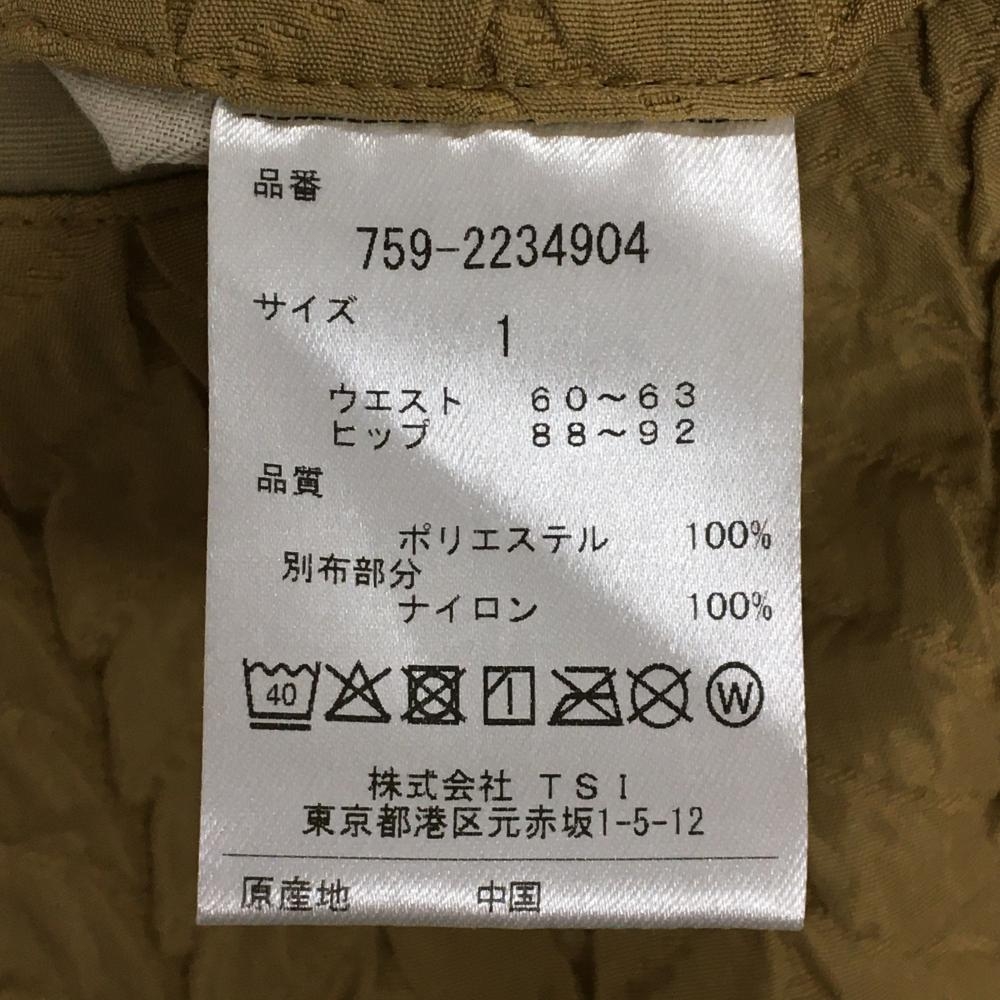 品番
759-2234904
サイズ
1
ウエスト 60～63
ヒップ 88～92
品質
ポリエステル 100%
別布部分
ナイロン 100%
40 W
株式会社 TSI
東京都港区元赤坂1-5-12
原産地 中国